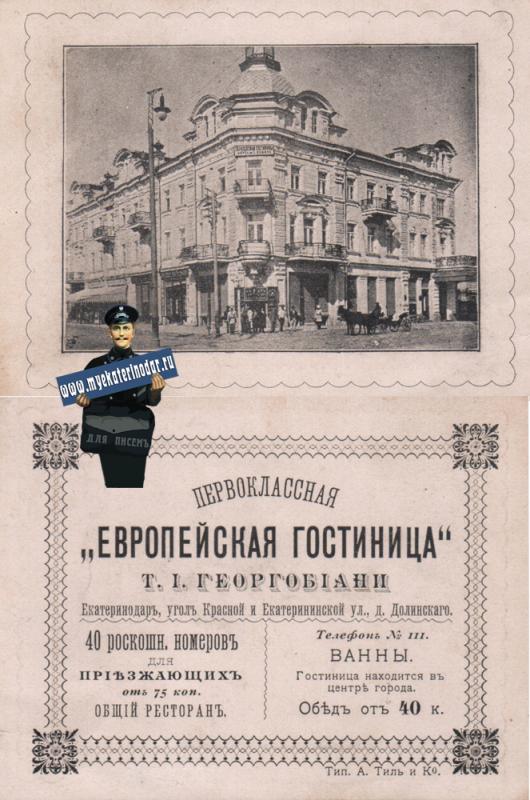 www.myekaterinodar.ru
ДЛЯ ПИСЕМЪ
ПЕРВОКЛАССНАЯ
„ЕВРОПЕЙСКАЯ ГОСТИНИЦА“
Т. І. ГЕОРГОБІАНИ
Екатеринодаръ, уголъ Красной и Екатерининской ул., д. Долинскаго.
40 роскошн. номеровъ
ДЛЯ
ПРІѢЗЖАЮЩИХЪ
отъ 75 коп.
ОБЩІЙ РЕСТОРАНЪ.
Телефонъ № 111.
ВАННЫ.
Гостиница находится въ
центрѣ города.
Обѣдъ отъ 40 к.
Тип. А. Тиль и Ко.